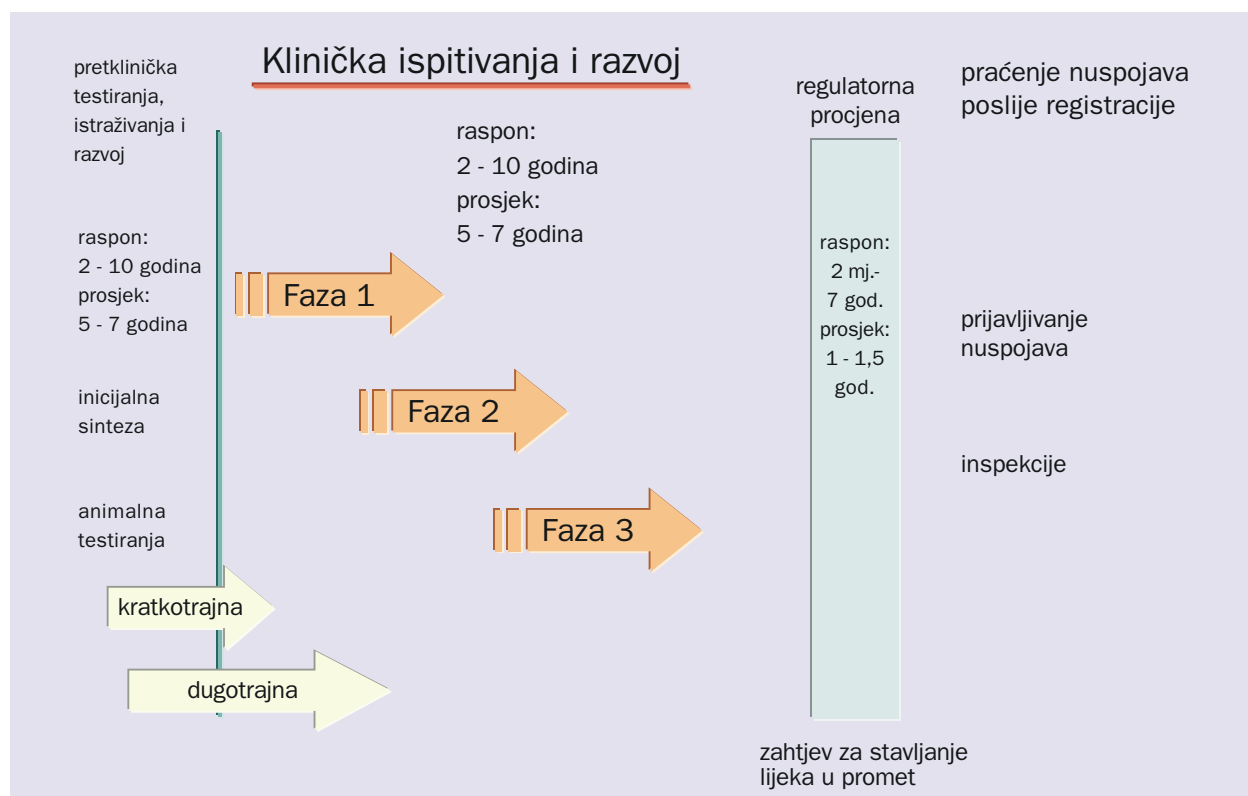 Klinička ispitivanja i razvoj
pretklinička
testiranja,
istraživanja i
razvoj
raspon:
2 - 10 godina
prosjek:
5 - 7 godina
inicijalna
sinteza
animalna
testiranja
kratkotrajna
dugotrajna
raspon:
2 - 10 godina
prosjek:
5 - 7 godina
Faza 1
Faza 2
Faza 3
regulatorna
procjena
raspon:
2 mj.-
7 god.
prosjek:
1 - 1,5
god.
zahtjev za stavljanje
lijeka u promet
praćenje nuspojava
poslije registracije
prijavljivanje
nuspojava
inspekcije